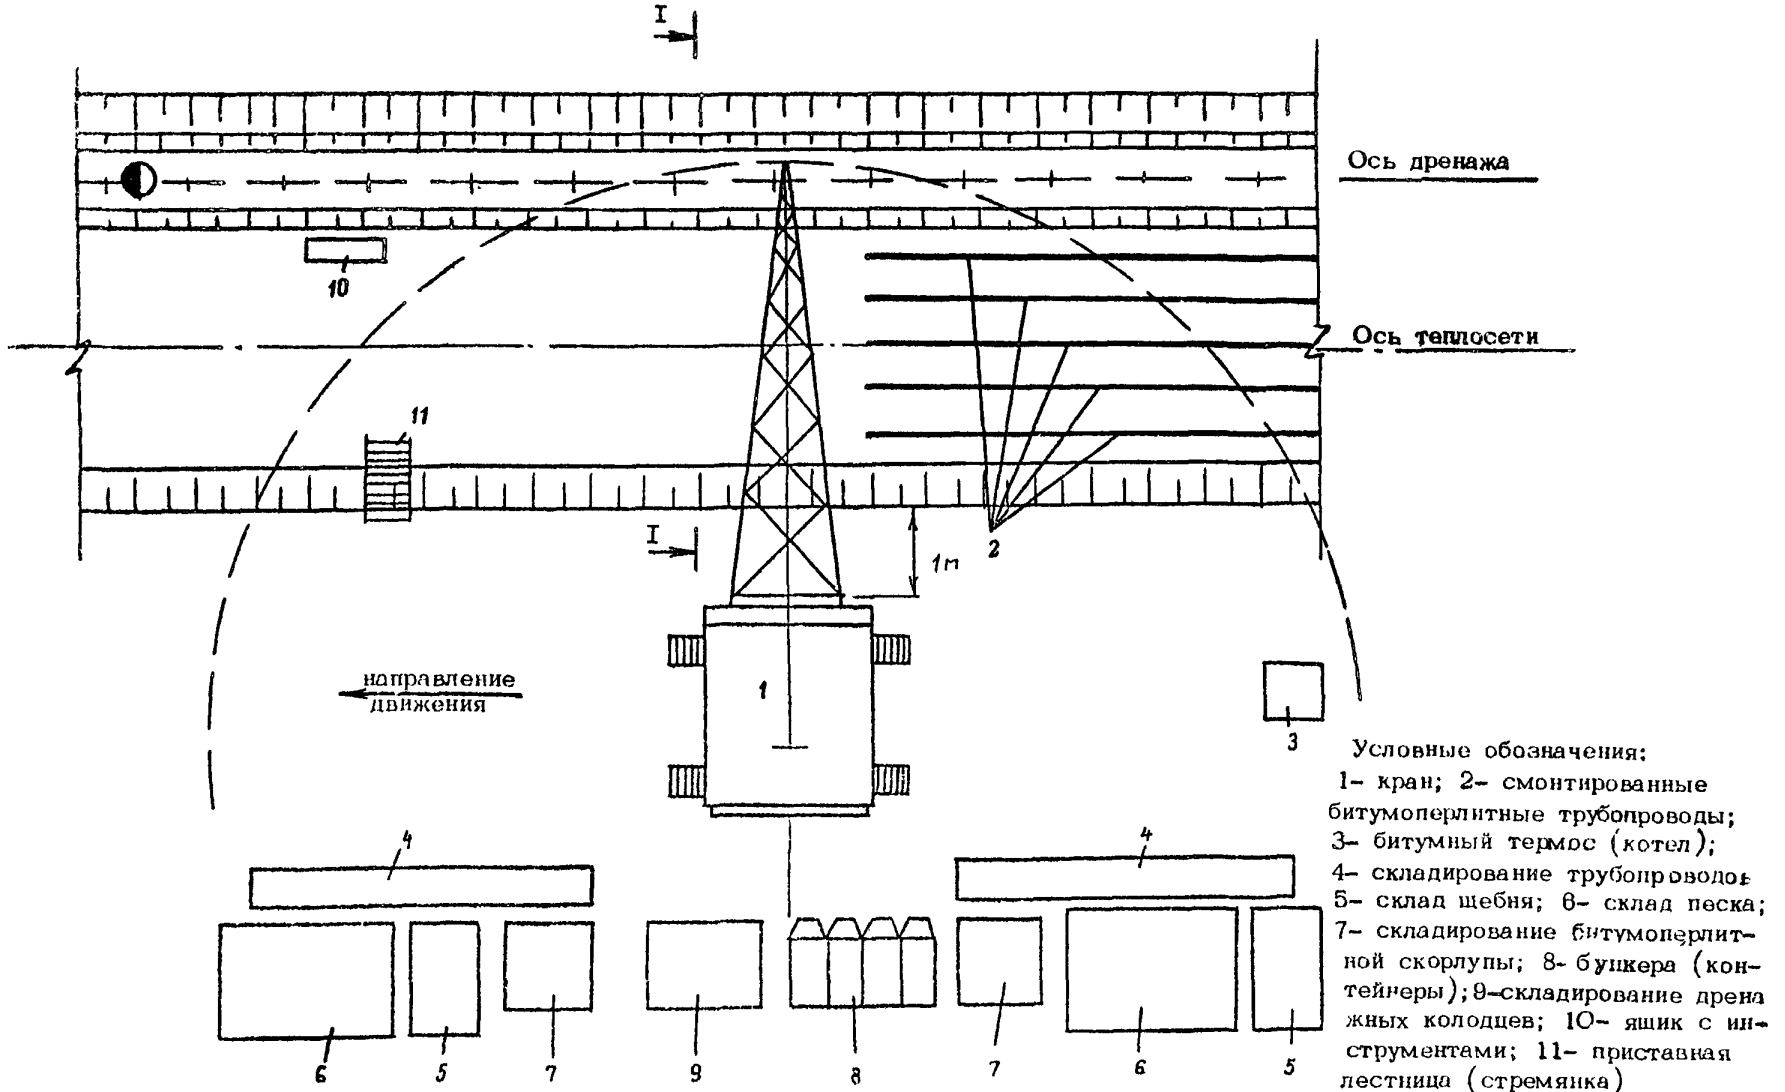 I
Ось дренажа
10
Ось теплосети
11
I
1м
2
направление
движения
1
3
Условные обозначения:
1- кран; 2- смонтированные
битумоперлитные трубопроводы;
3- битумный термос (котел);
4- складирование трубопроводов
5- склад щебня; 6- склад песка;
7- складирование битумоперлит-
ной скорлупы; 8- бункера (кон-
тейнеры); 9-складирование дрена
жных колодцев; 10- ящик с ин-
струментами; 11- приставная
лестница (стремянка)
4
4
6
5
7
9
8
7
6
5